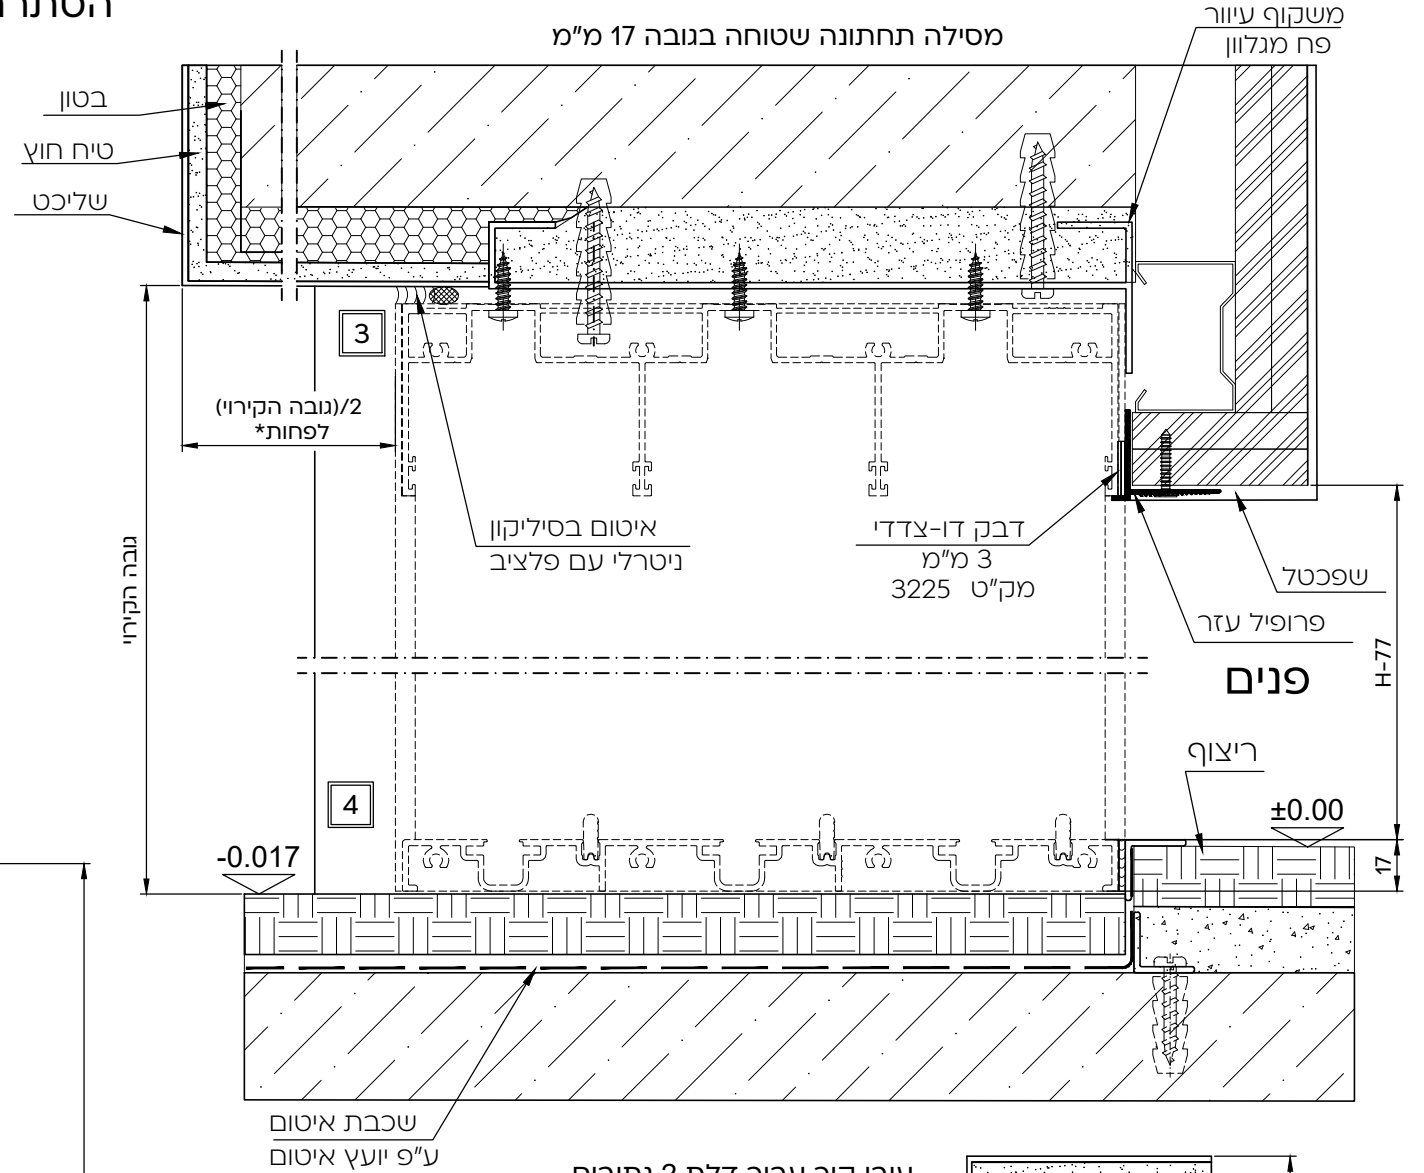 מסילה תחתונה שטוחה בגובה 17 מ"מ
משקוף עיוור
פח מגלוון
בטון
טיח חוץ
שליכט
3
2/(גובה הקירוי)
לפחות*
גובה הקירוי
איטום בסיליקון
ניטרלי עם פלציב
דבק דו-צדדי
3 מ"מ
מק"ט 3225
שפכטל
פרופיל עזר
פנים
H-77
ריצוף
4
-0.017
±0.00
17
שכבת איטום
ע"פ יועץ איטום